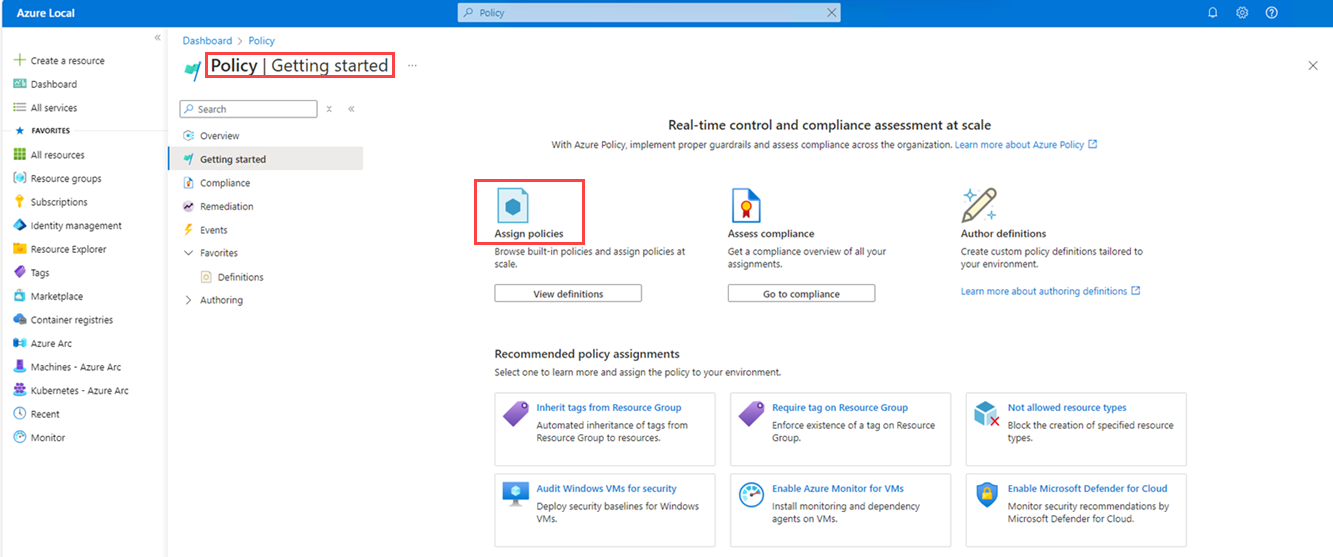 Azure Local
Policy
Create a resource
Dashboard
All services
FAVORITES
All resources
Resource groups
Subscriptions
Identity management
Resource Explorer
Tags
Marketplace
Container registries
Azure Arc
Machines - Azure Arc
Kubernetes - Azure Arc
Recent
Monitor
Dashboard > Policy
Policy | Getting started ...
Search
Overview
Getting started
Compliance
Remediation
Events
Favorites
Definitions
Authoring
Real-time control and compliance assessment at scale
With Azure Policy, implement proper guardrails and assess compliance across the organization. Learn more about Azure Policy
Assign policies
Browse built-in policies and assign policies at
scale.
View definitions
Assess compliance
Get a compliance overview of all your
assignments.
Go to compliance
Author definitions
Create custom policy definitions tailored to
your environment.
Learn more about authoring definitions
Recommended policy assignments
Select one to learn more and assign the policy to your environment.
Inherit tags from Resource Group
Automated inheritance of tags from
Resource Group to resources.
Require tag on Resource Group
Enforce existence of a tag on Resource
Group.
Not allowed resource types
Block the creation of specified resource
types.
Audit Windows VMs for security
Deploy security baselines for Windows
VMs.
Enable Azure Monitor for VMs
Install monitoring and dependency
agents on VMs.
Enable Microsoft Defender for Cloud
Monitor security recommendations by
Microsoft Defender for Cloud.